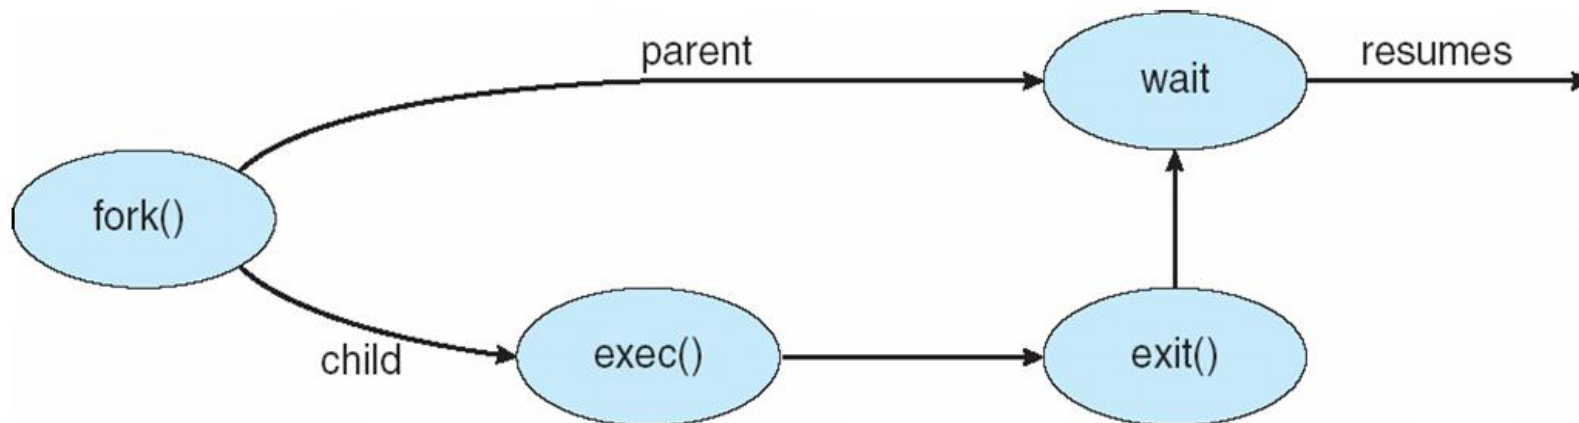 parent
wait
resumes
fork()
child
exec()
exit()